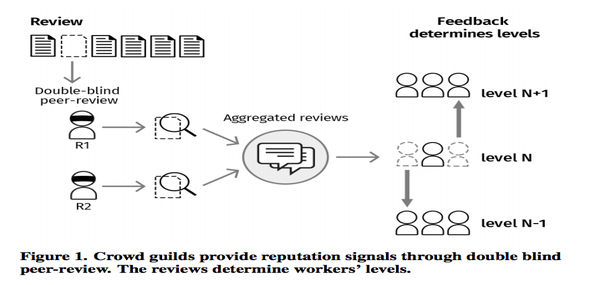 Review
Feedback
determines levels
Double-blind
peer-review
R1
Aggregated reviews
R2
level N+1
level N
level N-1
Figure 1. Crowd guilds provide reputation signals through double blind
peer-review. The reviews determine workers' levels.